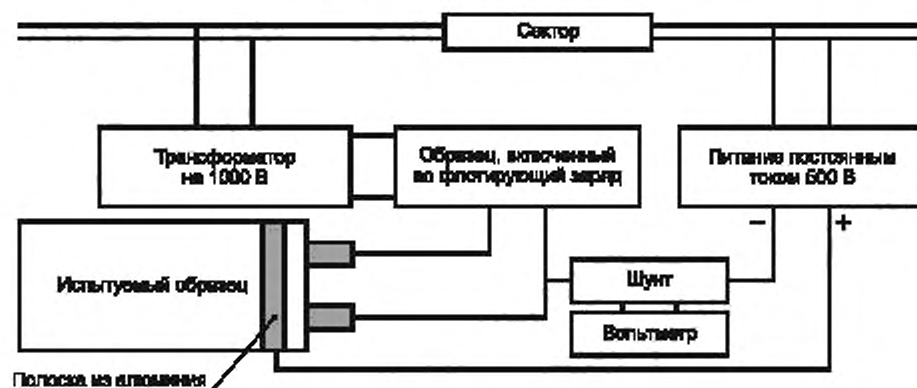 Сектор
Трансформатор
на 1000 В
Образец, включенный
во флотирующий заряд
Питание постоянным
током 500 В
− +
Испытуемый образец
Шунт
Вольтметр
Полоска из алюминия